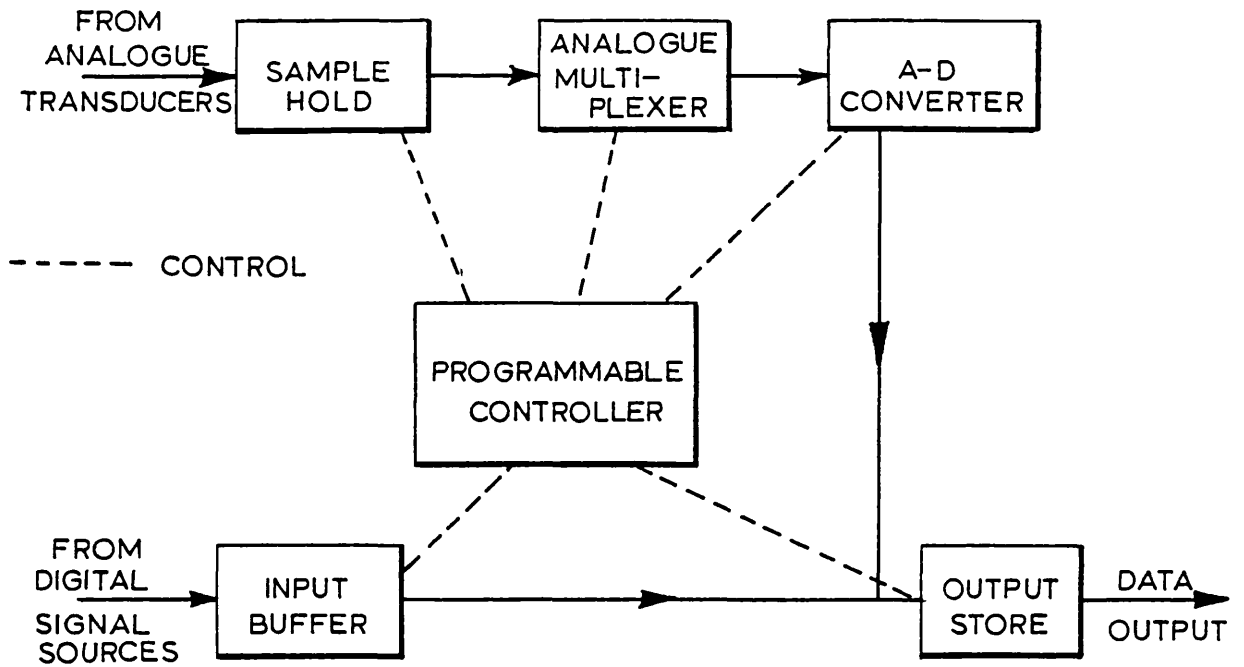 FROM
ANALOGUE
TRANSDUCERS
SAMPLE
HOLD
ANALOGUE
MULTI-
PLEXER
A-D
CONVERTER
CONTROL
PROGRAMMABLE
CONTROLLER
FROM
DIGITAL
SIGNAL
SOURCES
INPUT
BUFFER
OUTPUT
STORE
DATA
OUTPUT